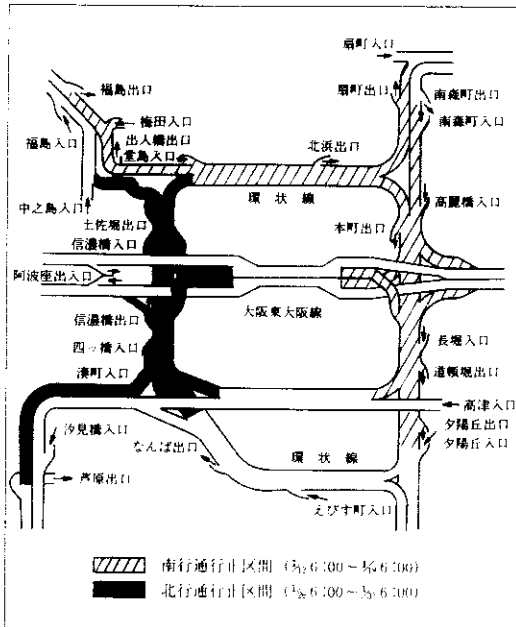 扇町入口
福島出口
扇町出口
南森町出口
梅田入口
南森町入口
出入橋出口
福島入口
堂島入口
北浜出口
環状線
中之島入口
高麗橋入口
土佐堀出口
信濃橋入口
本町出口
阿波座出入口
大阪東大阪線
信濃橋出口
長堀入口
四ッ橋入口
道頓堀出口
湊町入口
高津入口
汐見橋入口
夕陽丘出口
夕陽丘入口
なんば出口
環状線
芦原出口
えびす町入口
南行通行止区間
北行通行止区間